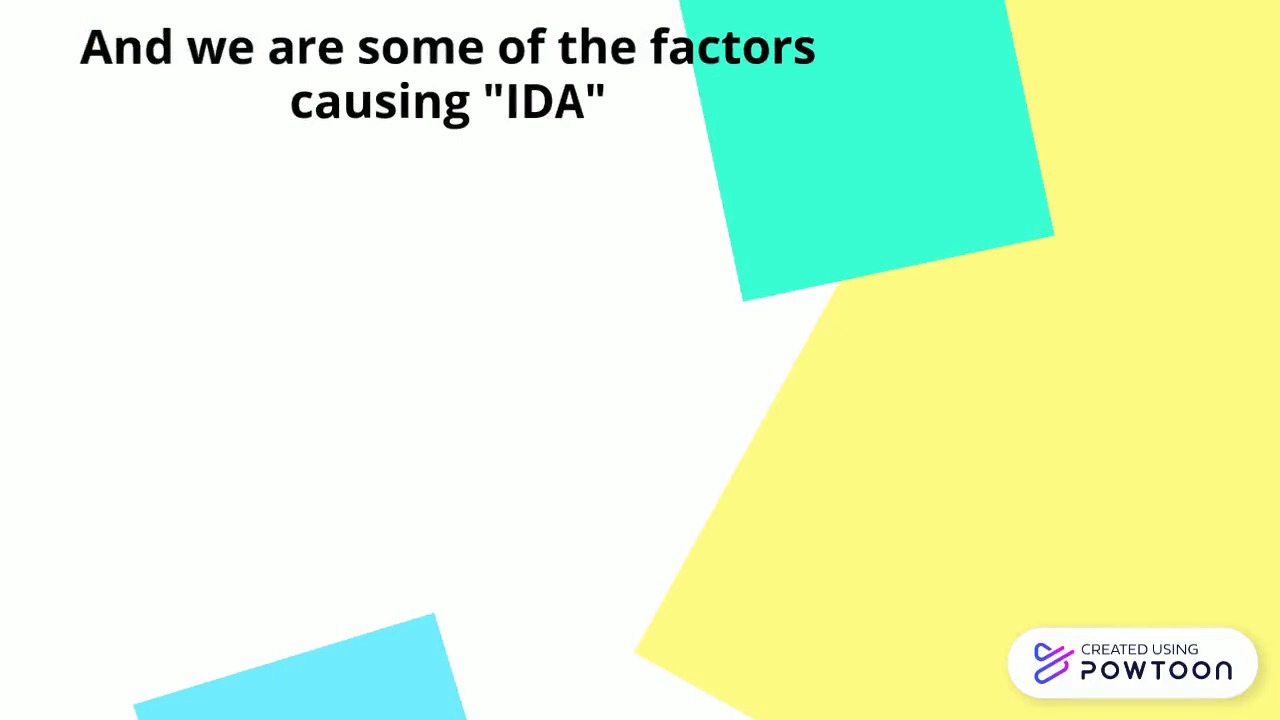 And we are some of the factors
causing "IDA"
CREATED USING
POWTOON